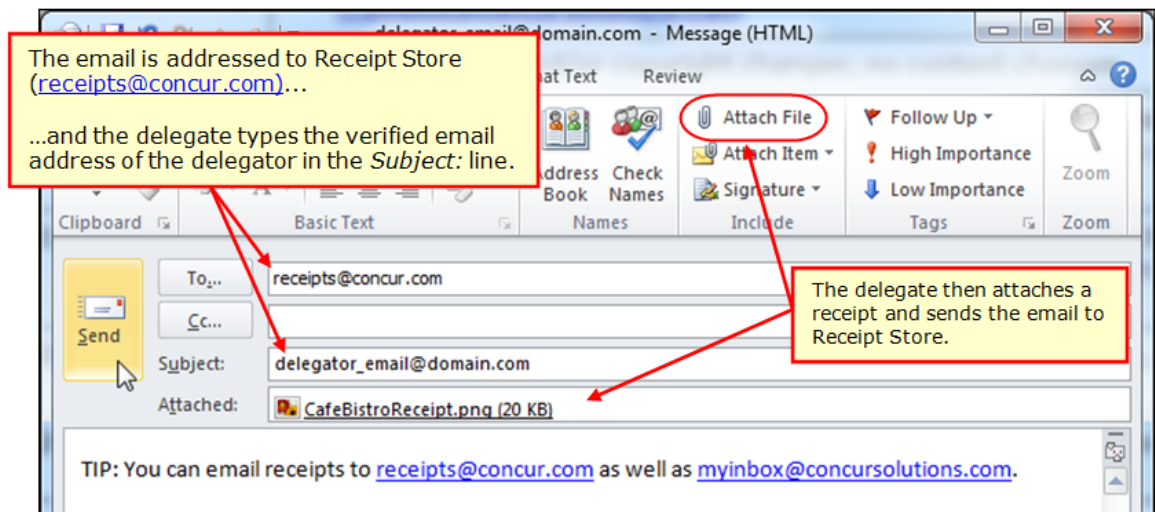 delegator_email@domain.com - Message (HTML)
The email is addressed to Receipt Store
(receipts@concur.com)...
...and the delegate types the verified email
address of the delegator in the Subject: line.
Text
Review
Attach File
Attach Item
Signature
Address
Book
Check
Names
Follow Up
High Importance
Low Importance
Zoom
Clipboard
Basic Text
Names
Include
Tags
Zoom
Send
To...
receipts@concur.com
Cc...
Subject:
delegator_email@domain.com
Attached:
CafeBistroReceipt.png (20 KB)
The delegate then attaches a
receipt and sends the email to
Receipt Store.
TIP: You can email receipts to receipts@concur.com as well as myinbox@concursolutions.com.